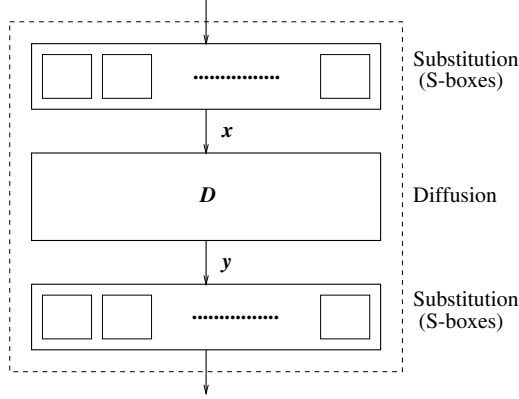 Substitution
(S-boxes)
x
D
Diffusion
y
Substitution
(S-boxes)